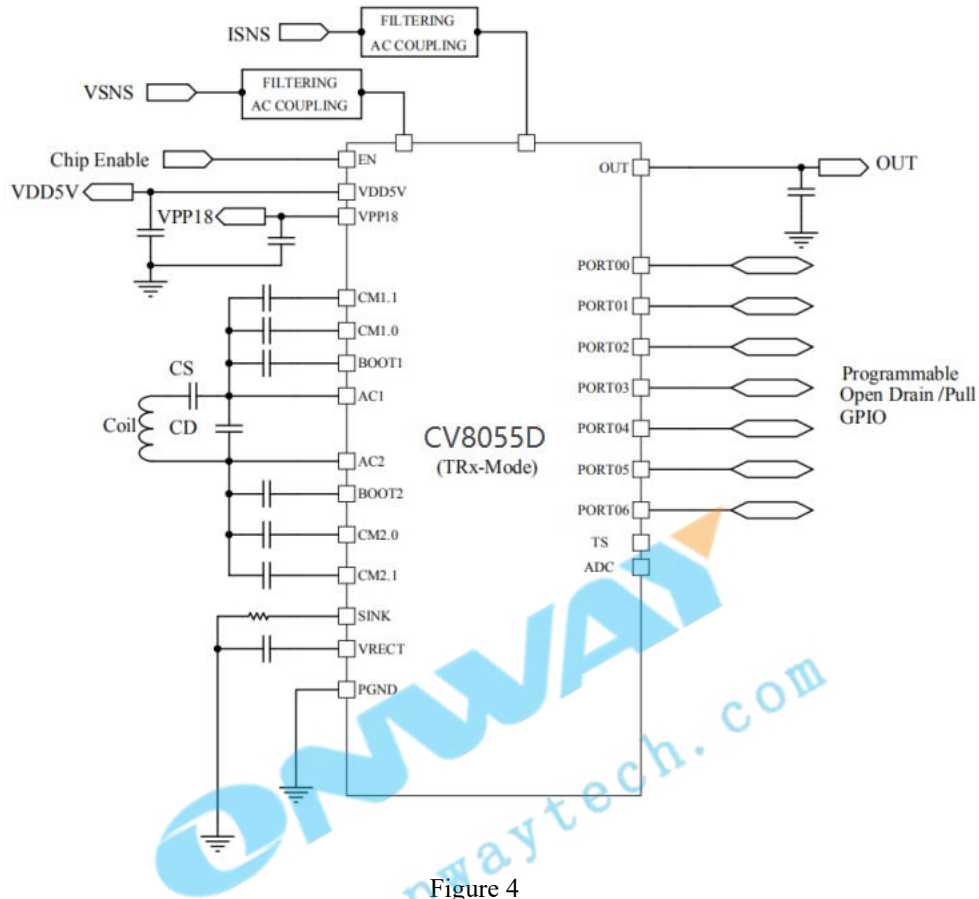 ISNS
FILTERING
AC COUPLING
VSNS
FILTERING
AC COUPLING
Chip Enable
EN
VDD5V
VDD5V
VPP18
VPP18
OUT
OUT
CM1.1
CM1.0
BOOT1
CS
AC1
Coil
CD
AC2
BOOT2
CM2.0
CM2.1
SINK
VRECT
PGND
CV8055D
(TRx-Mode)
PORT00
PORT01
PORT02
PORT03
PORT04
PORT05
PORT06
TS
ADC
Programmable
Open Drain /Pull
GPIO
ONWAY
nwaytech.com
Figure 4